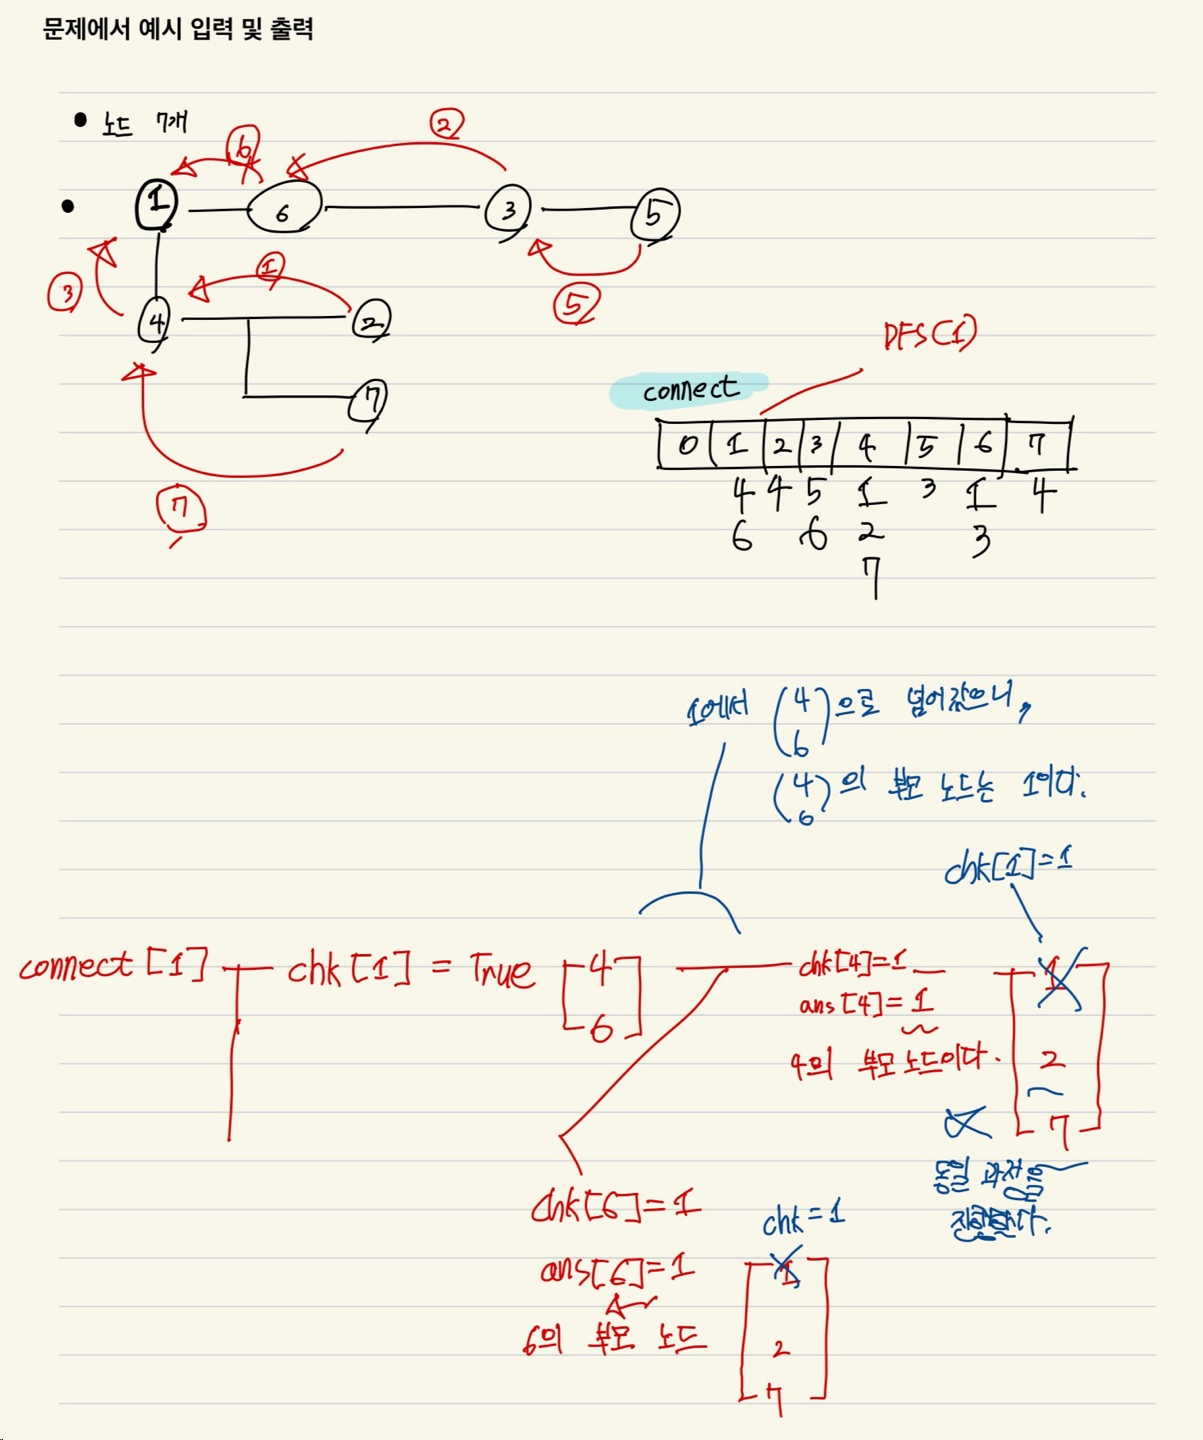 문제에서 예시 입력 및 출력
노드 7개
6 2
1 6 3 5
3 1 5
4 2
7
7
DFS(1)
connect
0 1 2 3 4 5 6 7
4 4 5 1 3 1 4
6 6 2 3
7
1에서 (4 6)으로 넘어갔으니,
(4 6)의 부모 노드는 1이다.
chk[1]=1
connect [1] chk[1] = True [4 6]
chk[4]=1
ans[4]=1
4의 부모노드이다.
1
2
7
동일 과정을
진행한다.
chk[6]=1
ans[6]=1
6의 부모 노드
chk=1
1
2
7